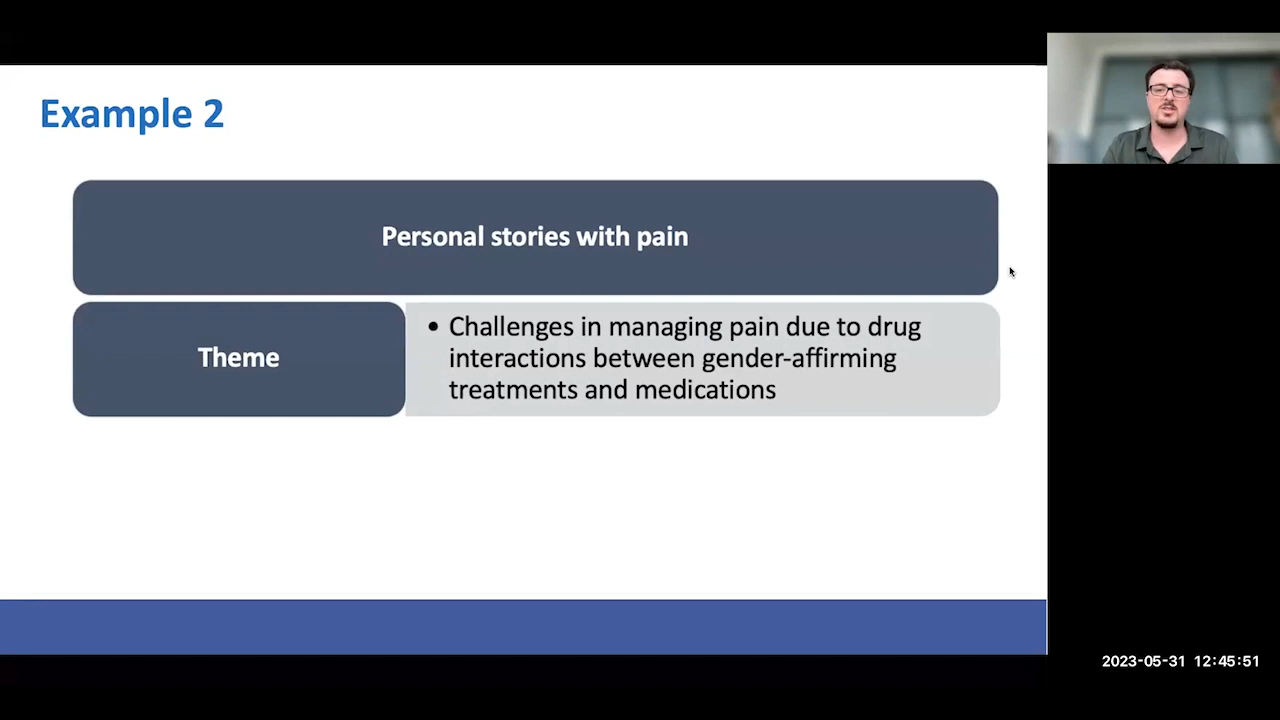 Example 2
Personal stories with pain
Theme
• Challenges in managing pain due to drug
interactions between gender-affirming
treatments and medications
2023-05-31 12:45:51